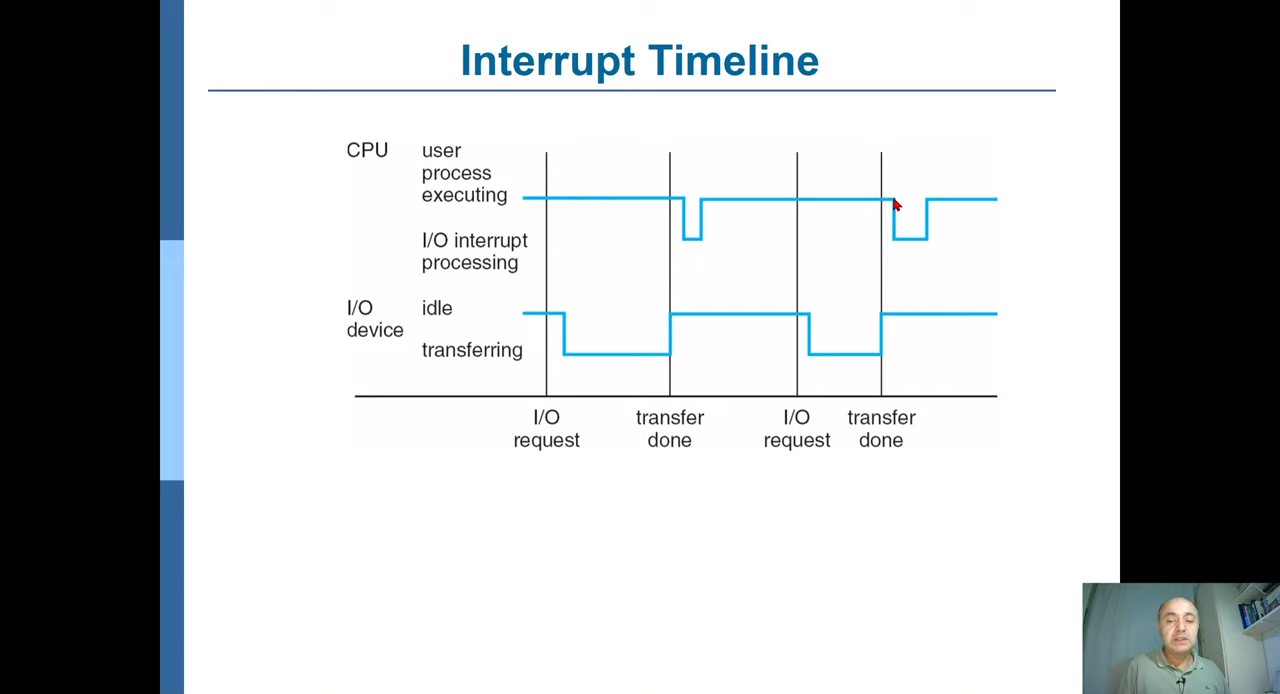 Interrupt Timeline
CPU
user
process
executing
I/O interrupt
processing
I/O
device
idle
transferring
I/O
request
transfer
done
I/O
request
transfer
done